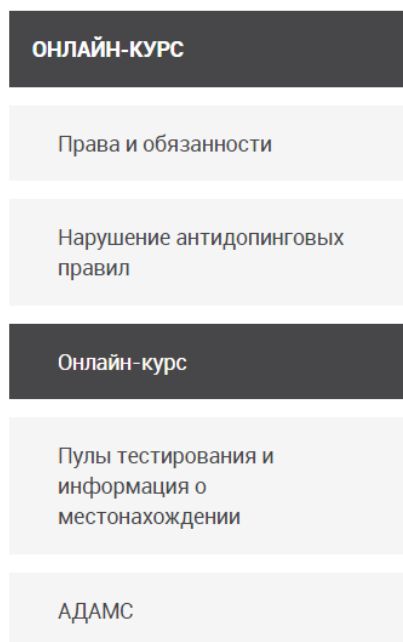 ОНЛАЙН-КУРС
Права и обязанности
Нарушение антидопинговых
правил
Онлайн-курс
Пулы тестирования и
информация о
местонахождении
АДАМС